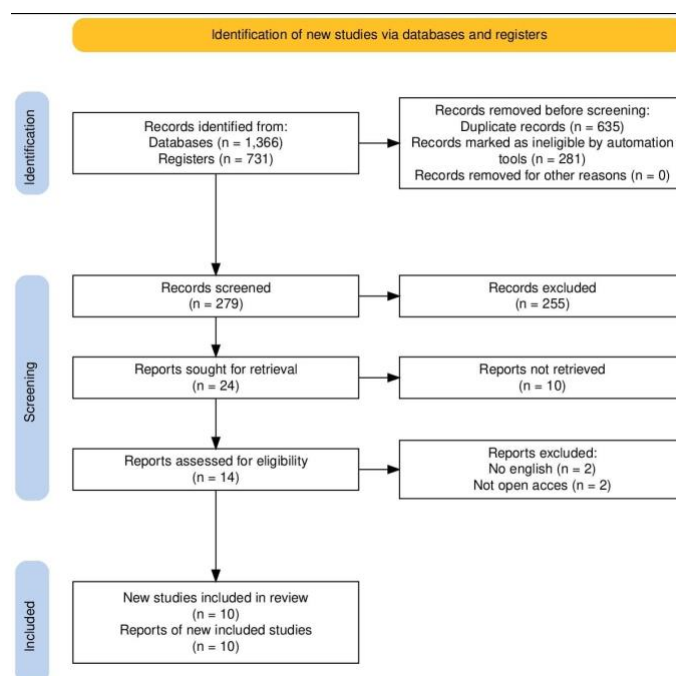 Identification of new studies via databases and registers
Identification
Records identified from:
Databases (n = 1,366)
Registers (n = 731)
Records removed before screening:
Duplicate records (n = 635)
Records marked as ineligible by automation
tools (n = 281)
Records removed for other reasons (n = 0)
Screening
Records screened
(n = 279)
Records excluded
(n = 255)
Reports sought for retrieval
(n = 24)
Reports not retrieved
(n = 10)
Reports assessed for eligibility
(n = 14)
Reports excluded:
No english (n = 2)
Not open acces (n = 2)
Included
New studies included in review
(n = 10)
Reports of new included studies
(n = 10)